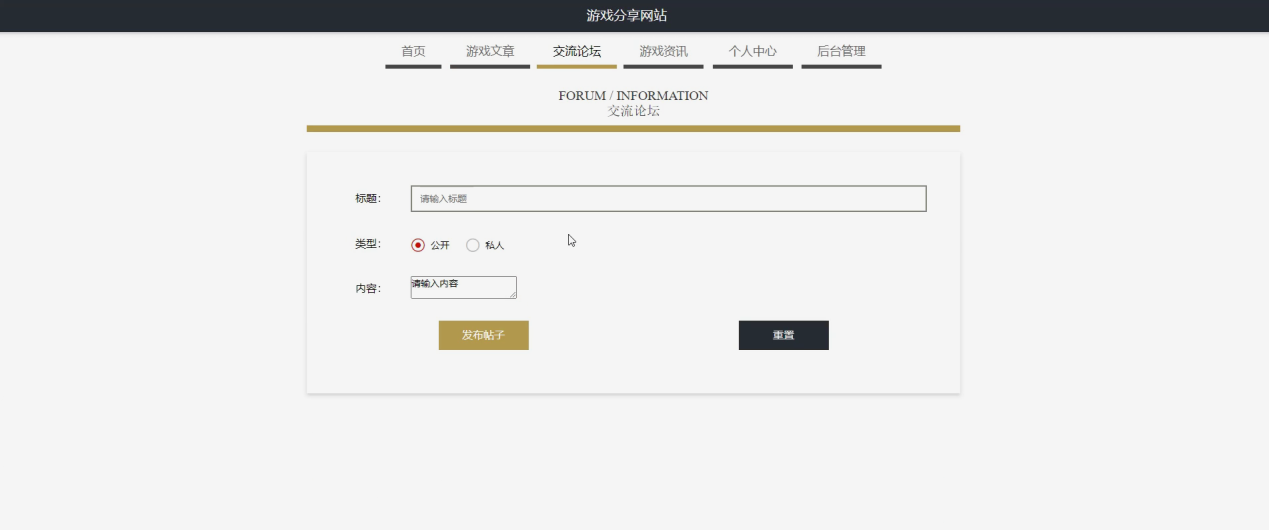 游戏分享网站
首页 游戏文章 交流论坛 游戏资讯 个人中心 后台管理
FORUM / INFORMATION
交流论坛
标题： 请输入标题
类型： 公开 私人
内容： 请输入内容
发布帖子 重置